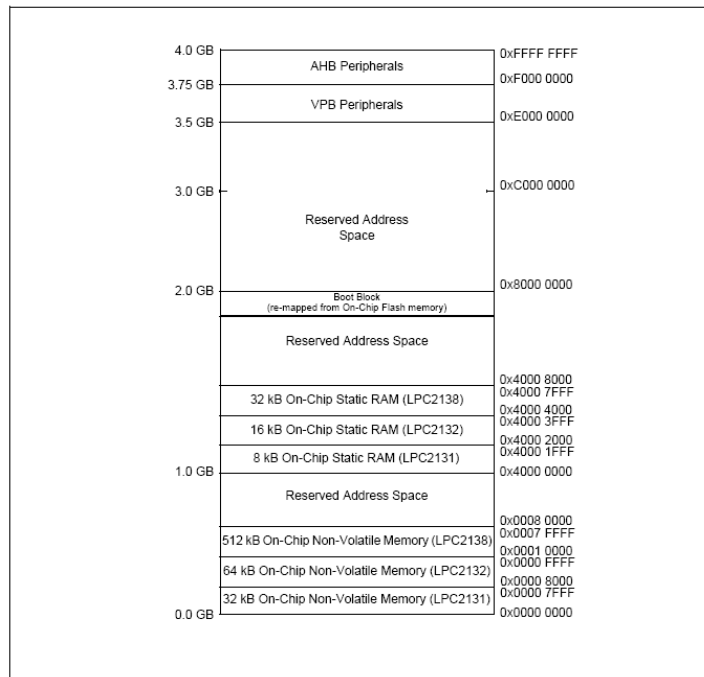 4.0 GB
0xFFFF FFFF
AHB Peripherals
3.75 GB
0xF000 0000
VPB Peripherals
3.5 GB
0xE000 0000
3.0 GB
0xC000 0000
Reserved Address
Space
2.0 GB
0x8000 0000
Boot Block
(re-mapped from On-Chip Flash memory)
Reserved Address Space
0x4000 8000
0x4000 7FFF
32 kB On-Chip Static RAM (LPC2138)
0x4000 4000
0x4000 3FFF
16 kB On-Chip Static RAM (LPC2132)
0x4000 2000
0x4000 1FFF
8 kB On-Chip Static RAM (LPC2131)
1.0 GB
0x4000 0000
Reserved Address Space
0x0008 0000
0x0007 FFFF
512 kB On-Chip Non-Volatile Memory (LPC2138)
0x0001 0000
0x0000 FFFF
64 kB On-Chip Non-Volatile Memory (LPC2132)
0x0000 8000
0x0000 7FFF
32 kB On-Chip Non-Volatile Memory (LPC2131)
0.0 GB
0x0000 0000